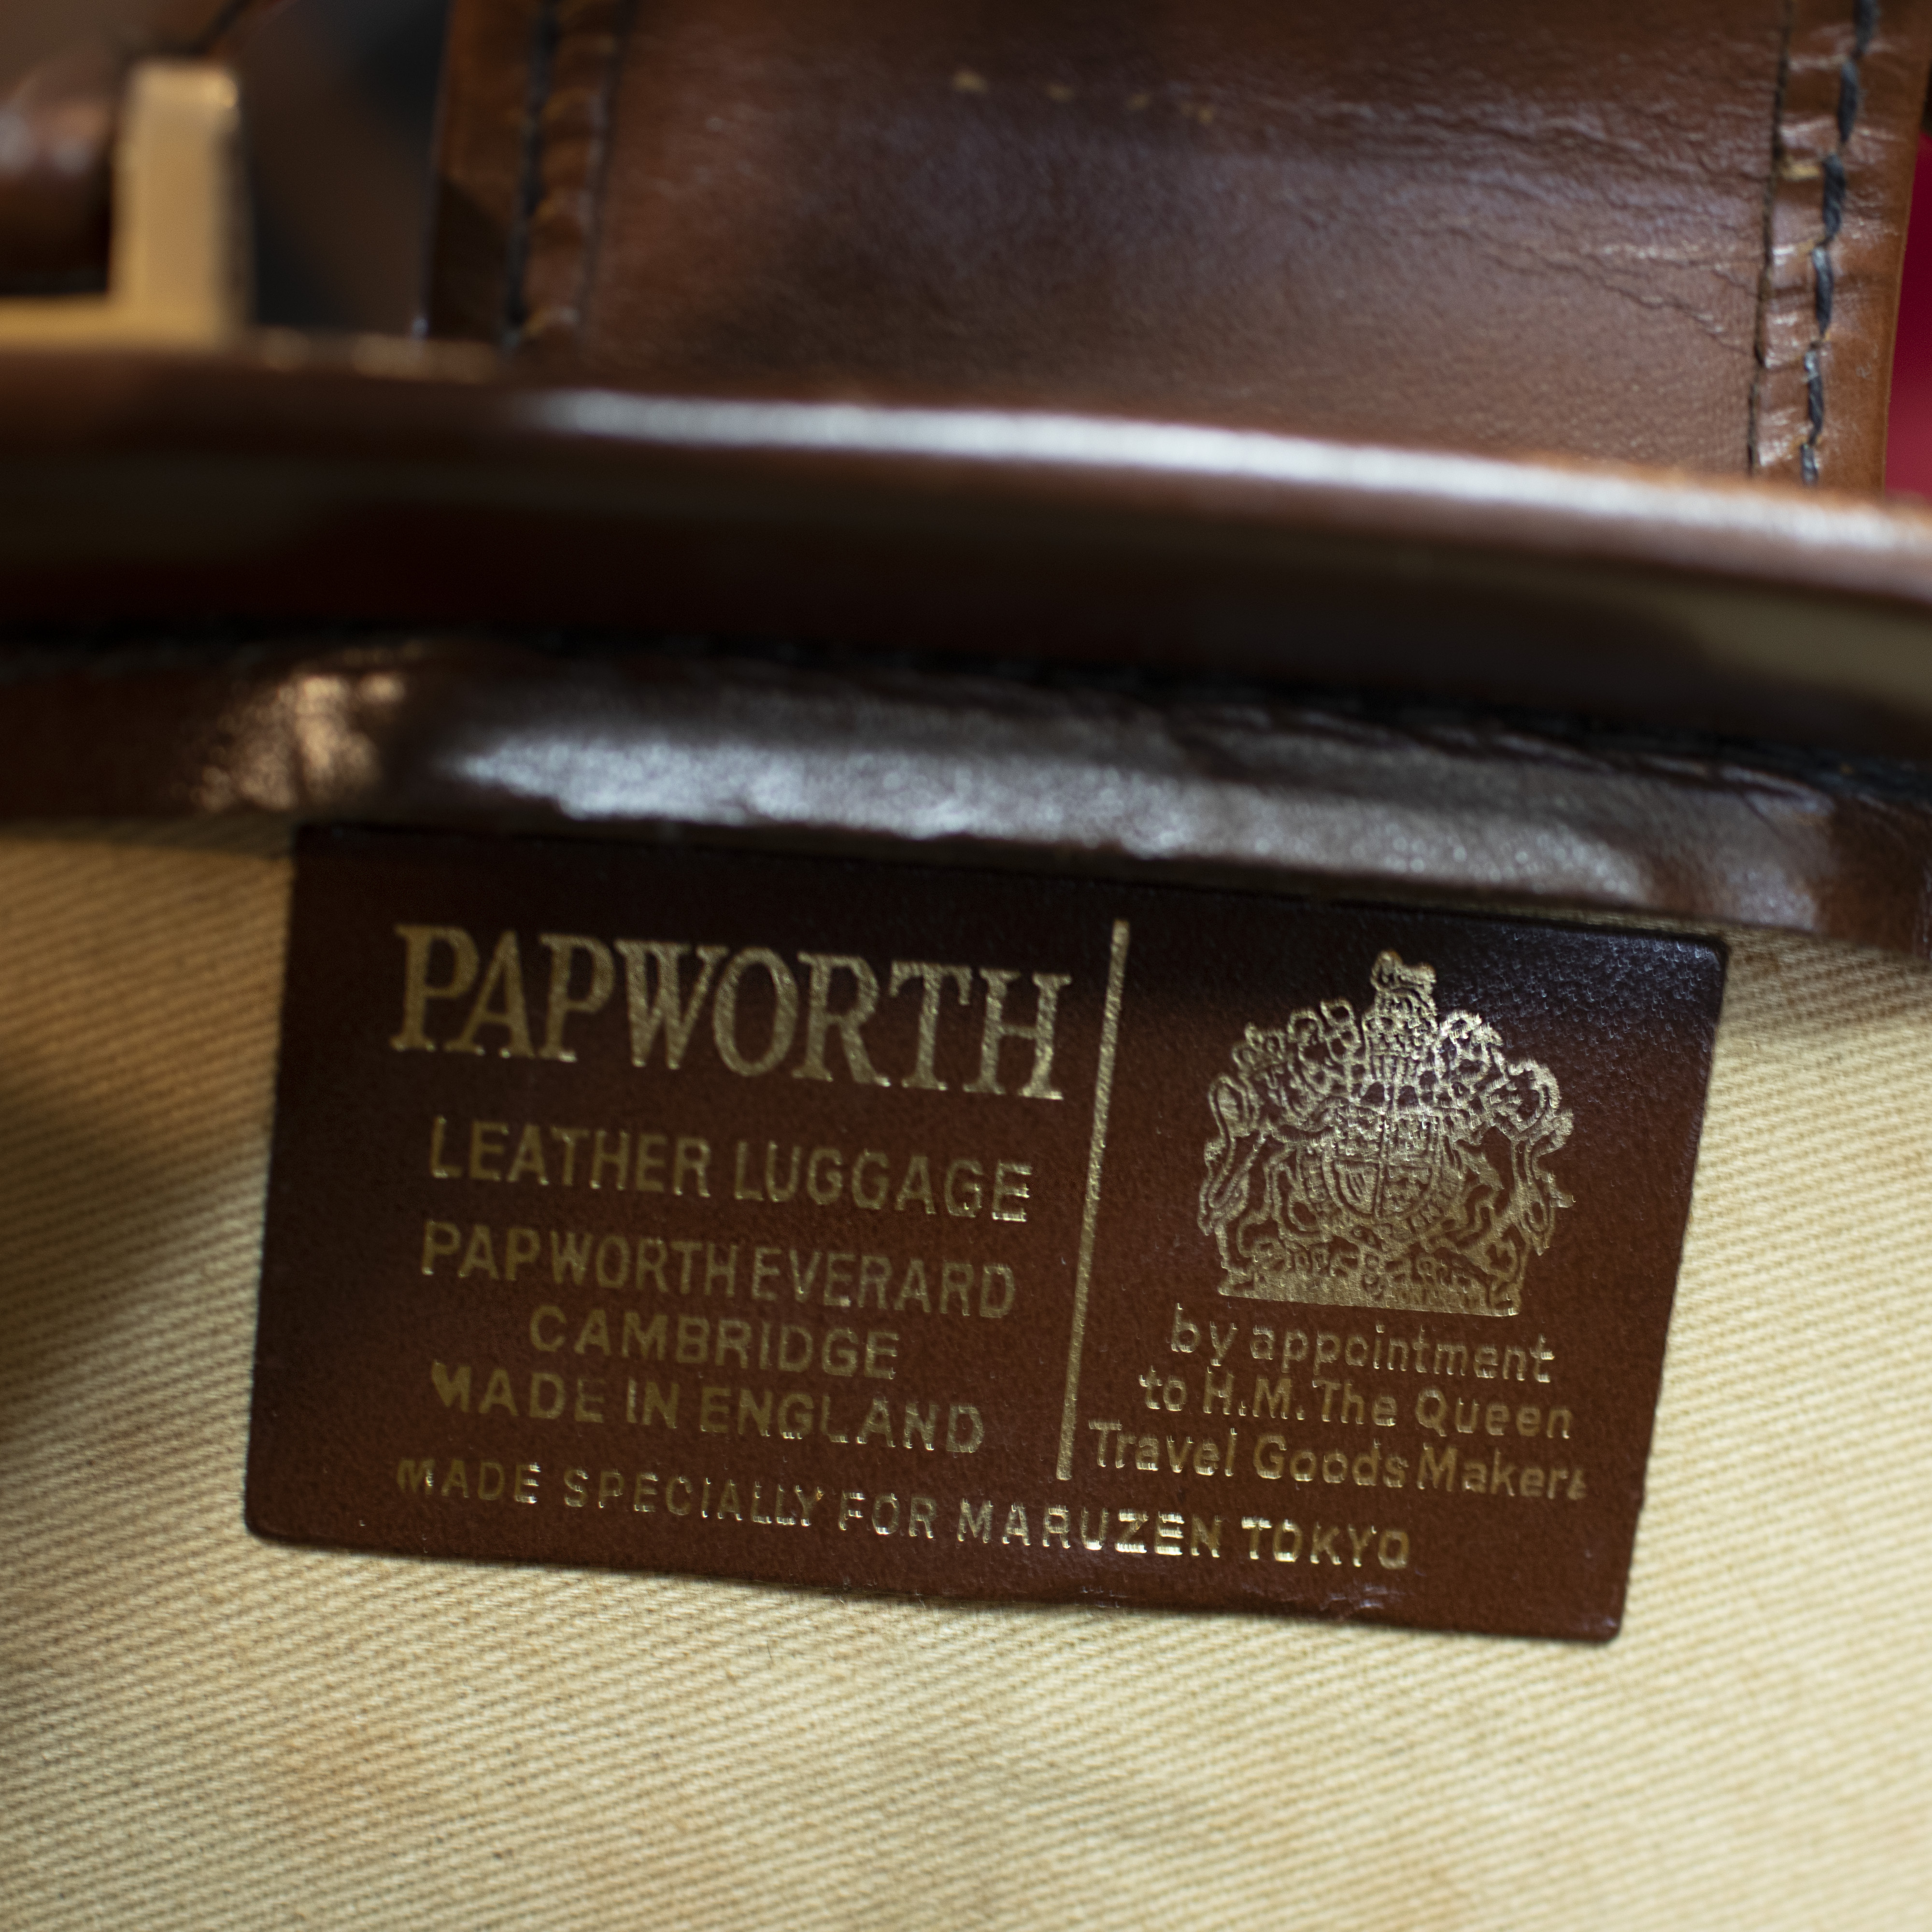 PAPWORTH
LEATHER LUGGAGE
PAPWORTH EVERARD
CAMBRIDGE
MADE IN ENGLAND
by appointment
to H.M. The Queen
Travel Goods Makers
MADE SPECIALLY FOR MARUZEN TOKYO